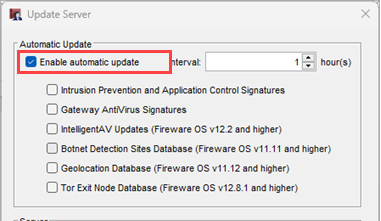 Update Server
Automatic Update
Enable automatic update
nterval: 1 hour(s)
Intrusion Prevention and Application Control Signatures
Gateway AntiVirus Signatures
IntelligentAV Updates (Fireware OS v12.2 and higher)
Botnet Detection Sites Database (Fireware OS v11.11 and higher)
Geolocation Database (Fireware OS v11.12 and higher)
Tor Exit Node Database (Fireware OS v12.8.1 and higher)